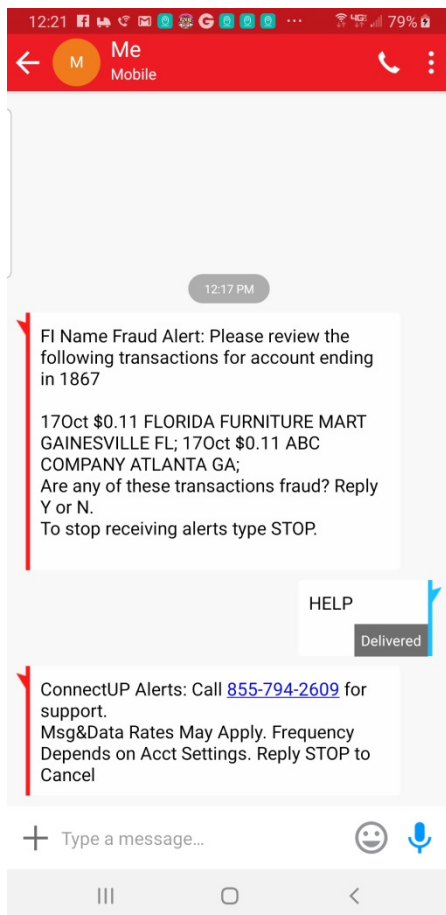 12:21 79%
M Me
Mobile
12:17 PM
FI Name Fraud Alert: Please review the
following transactions for account ending
in 1867
17Oct $0.11 FLORIDA FURNITURE MART
GAINESVILLE FL; 17Oct $0.11 ABC
COMPANY ATLANTA GA;
Are any of these transactions fraud? Reply
Y or N.
To stop receiving alerts type STOP.
HELP
Delivered
ConnectUP Alerts: Call 855-794-2609 for
support.
Msg&Data Rates May Apply. Frequency
Depends on Acct Settings. Reply STOP to
Cancel
Type a message...